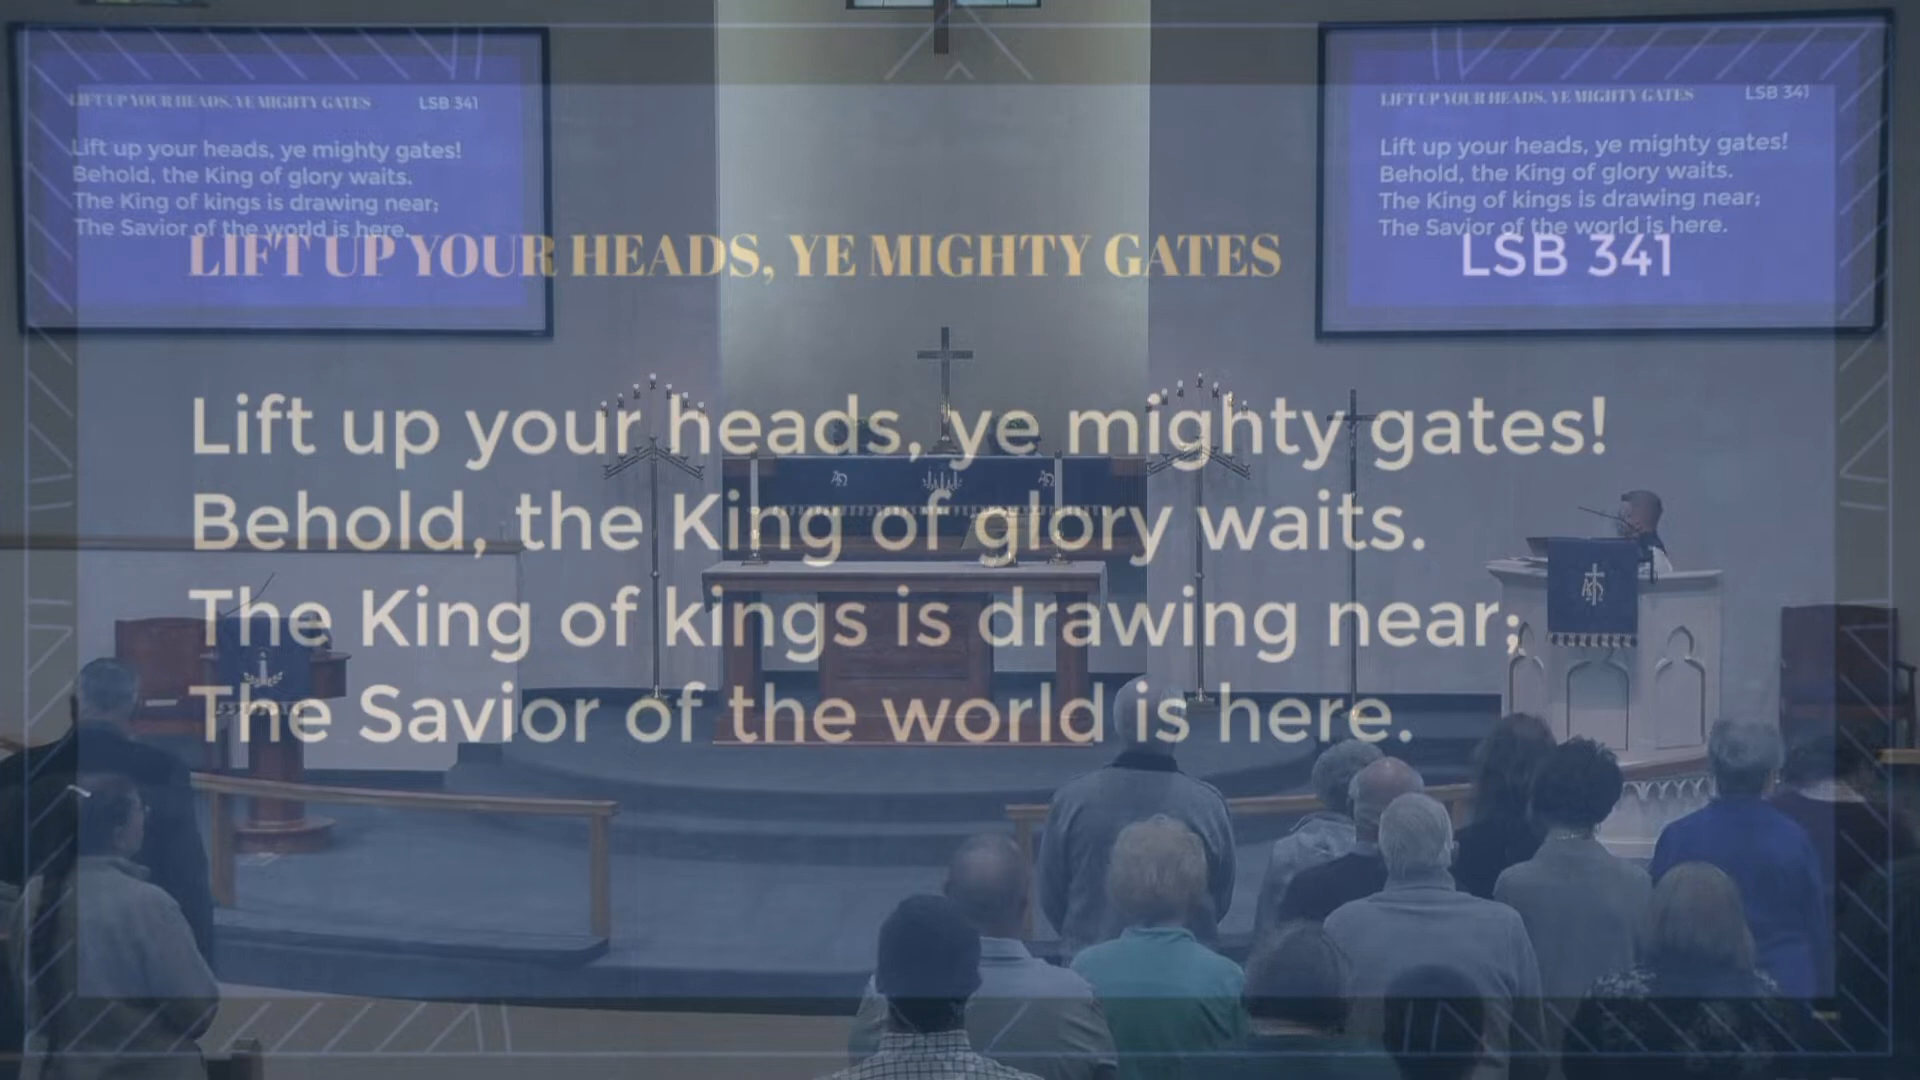 LIFT UP YOUR HEADS, YE MIGHTY GATES LSB 341
Lift up your heads, ye mighty gates!
Behold, the King of glory waits.
The King of kings is drawing near;
The Savior of the world is here.
LIFT UP YOUR HEADS, YE MIGHTY GATES LSB 341
Lift up your heads, ye mighty gates!
Behold, the King of glory waits.
The King of kings is drawing near;
The Savior of the world is here.
LIFT UP YOUR HEADS, YE MIGHTY GATES LSB 341
Lift up your heads, ye mighty gates!
Behold, the King of glory waits.
The King of kings is drawing near;
The Savior of the world is here.